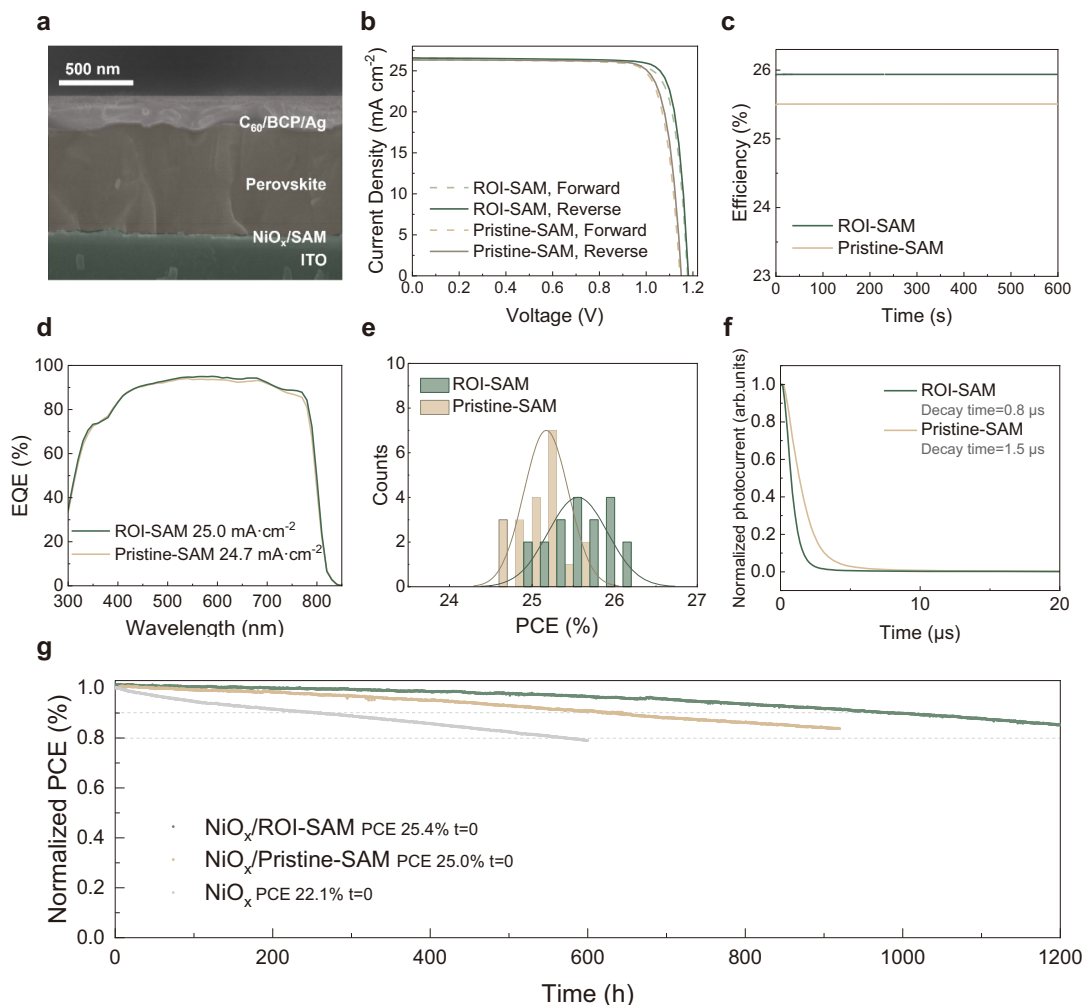 a
500 nm
C₆₀/BCP/Ag
Perovskite
NiOₓ/SAM
ITO
b
Current Density (mA cm⁻²)
25
20
15
10
5
0
ROI-SAM, Forward
ROI-SAM, Reverse
Pristine-SAM, Forward
Pristine-SAM, Reverse
0.0 0.2 0.4 0.6 0.8 1.0 1.2
Voltage (V)
c
Efficiency (%)
26
25
24
23
ROI-SAM
Pristine-SAM
0 100 200 300 400 500 600
Time (s)
d
EQE (%)
100
80
60
40
20
0
ROI-SAM 25.0 mA·cm⁻²
Pristine-SAM 24.7 mA·cm⁻²
300 400 500 600 700 800
Wavelength (nm)
e
Counts
10
8
6
4
2
0
ROI-SAM
Pristine-SAM
24 25 26 27
PCE (%)
f
Normalized photocurrent (arb.units)
1.0
0.8
0.6
0.4
0.2
0.0
ROI-SAM
Decay time=0.8 µs
Pristine-SAM
Decay time=1.5 µs
0 10 20
Time (µs)
g
Normalized PCE (%)
1.0
0.8
0.6
0.4
0.2
0.0
NiOₓ/ROI-SAM PCE 25.4% t=0
NiOₓ/Pristine-SAM PCE 25.0% t=0
NiOₓ PCE 22.1% t=0
0 200 400 600 800 1000 1200
Time (h)